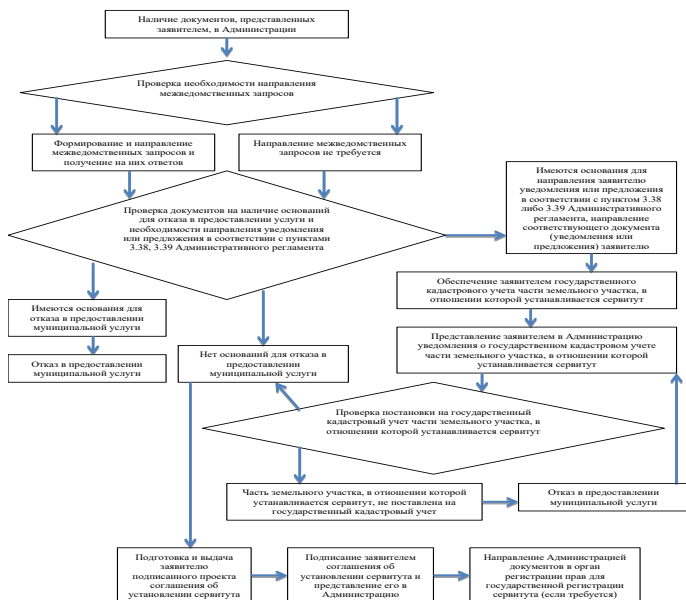 Наличие документов, представленных
заявителем, в Администрации
Проверка необходимости направления
межведомственных запросов
Формирование и направление
межведомственных запросов и
получение на них ответов
Направление межведомственных
запросов не требуется
Имеются основания для
направления заявителю
уведомления или предложения
в соответствии с пунктом 3.38
либо 3.39 Административного
регламента, направление
соответствующего документа
(уведомления или
предложения) заявителю
Проверка документов на наличие оснований
для отказа в предоставлении услуги и
необходимости направления уведомления
или предложения в соответствии с пунктами
3.38, 3.39 Административного регламента
Обеспечение заявителем государственного
кадастрового учета части земельного участка, в
отношении которой устанавливается сервитут
Имеются основания для
отказа в предоставлении
муниципальной услуги
Представление заявителем в Администрацию
уведомления о государственном кадастровом учете
части земельного участка, в отношении которой
устанавливается сервитут
Отказ в предоставлении
муниципальной услуги
Нет оснований для отказа в
предоставлении
муниципальной услуги
Проверка постановки на государственный
кадастровый учет части земельного участка, в
отношении которой устанавливается сервитут
Часть земельного участка, в отношении которой
устанавливается сервитут, не поставлена на
государственный кадастровый учет
Отказ в предоставлении
муниципальной услуги
Подготовка и выдача
заявителю
подписанного проекта
соглашения об
установлении сервитута
Подписание заявителем
соглашения об
установлении сервитута и
представление его в
Администрацию
Направление Администрацией
документов в орган
регистрации прав для
государственной регистрации
сервитута (если требуется)